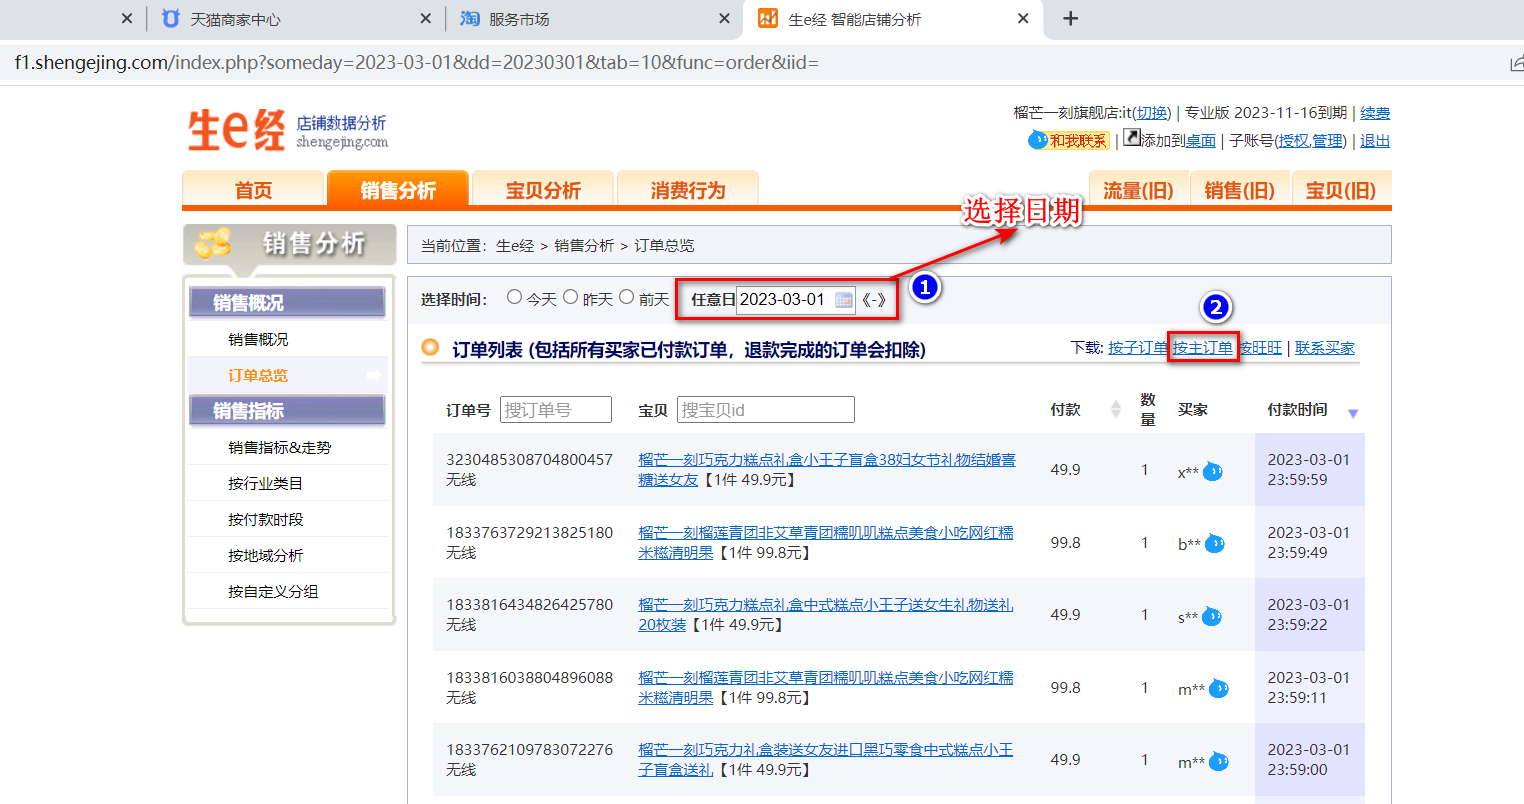 天猫商家中心
服务市场
生e经 智能店铺分析
f1.shengejing.com/index.php?someday=2023-03-01&dd=20230301&tab=10&func=order&iid=
生e经 店铺数据分析
shengejing.com
榴芒一刻旗舰店:it(切换) | 专业版 2023-11-16到期 | 续费
和我联系 | 添加到桌面 | 子账号(授权,管理) | 退出
首页 销售分析 宝贝分析 消费行为 流量(旧) 销售(旧) 宝贝(旧)
选择日期
销售分析
当前位置: 生e经 > 销售分析 > 订单总览
销售概况
销售概况
订单总览
销售指标
销售指标&走势
按行业类目
按付款时段
按地域分析
按自定义分组
选择时间: 今天 昨天 前天 任意日 2023-03-01 《-》
1
2
订单列表 (包括所有买家已付款订单，退款完成的订单会扣除)
下载: 按子订单 按主订单 按旺旺 | 联系买家
订单号 搜订单号 宝贝 搜宝贝id 付款 数量 买家 付款时间
3230485308704800457 榴芒一刻巧克力糕点礼盒小王子盲盒38妇女节礼物结婚喜 49.9 1 x** 2023-03-01
无线 糖送女友【1件 49.9元】 23:59:59
1833763729213825180 榴芒一刻榴莲青团非艾草青团糯叽叽糕点美食小吃网红糯 99.8 1 b** 2023-03-01
无线 米糍清明果【1件 99.8元】 23:59:49
1833816434826425780 榴芒一刻巧克力糕点礼盒中式糕点小王子送女生礼物送礼 49.9 1 s** 2023-03-01
无线 20枚装【1件 49.9元】 23:59:22
1833816038804896088 榴芒一刻榴莲青团非艾草青团糯叽叽糕点美食小吃网红糯 99.8 1 m** 2023-03-01
无线 米糍清明果【1件 99.8元】 23:59:11
1833762109783072276 榴芒一刻巧克力礼盒装送女友进口黑巧零食中式糕点小王 49.9 1 m** 2023-03-01
无线 子盲盒送礼【1件 49.9元】 23:59:00